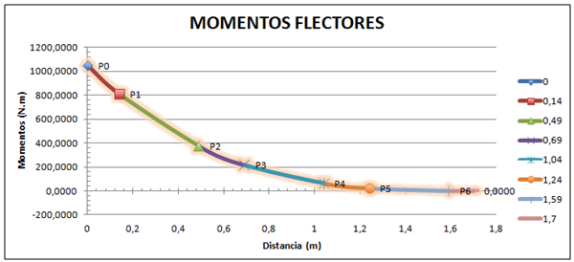 MOMENTOS FLECTORES
1200,0000
1000,0000
800,0000
600,0000
400,0000
200,0000
0,0000
-200,0000
Momentos (N.m)
P0
P1
P2
P3
P4
P5
P6
0,0000
0
0,2
0,4
0,6
0,8
1
1,2
1,4
1,6
1,8
Distancia (m)
0
0,14
0,49
0,69
1,04
1,24
1,59
1,7